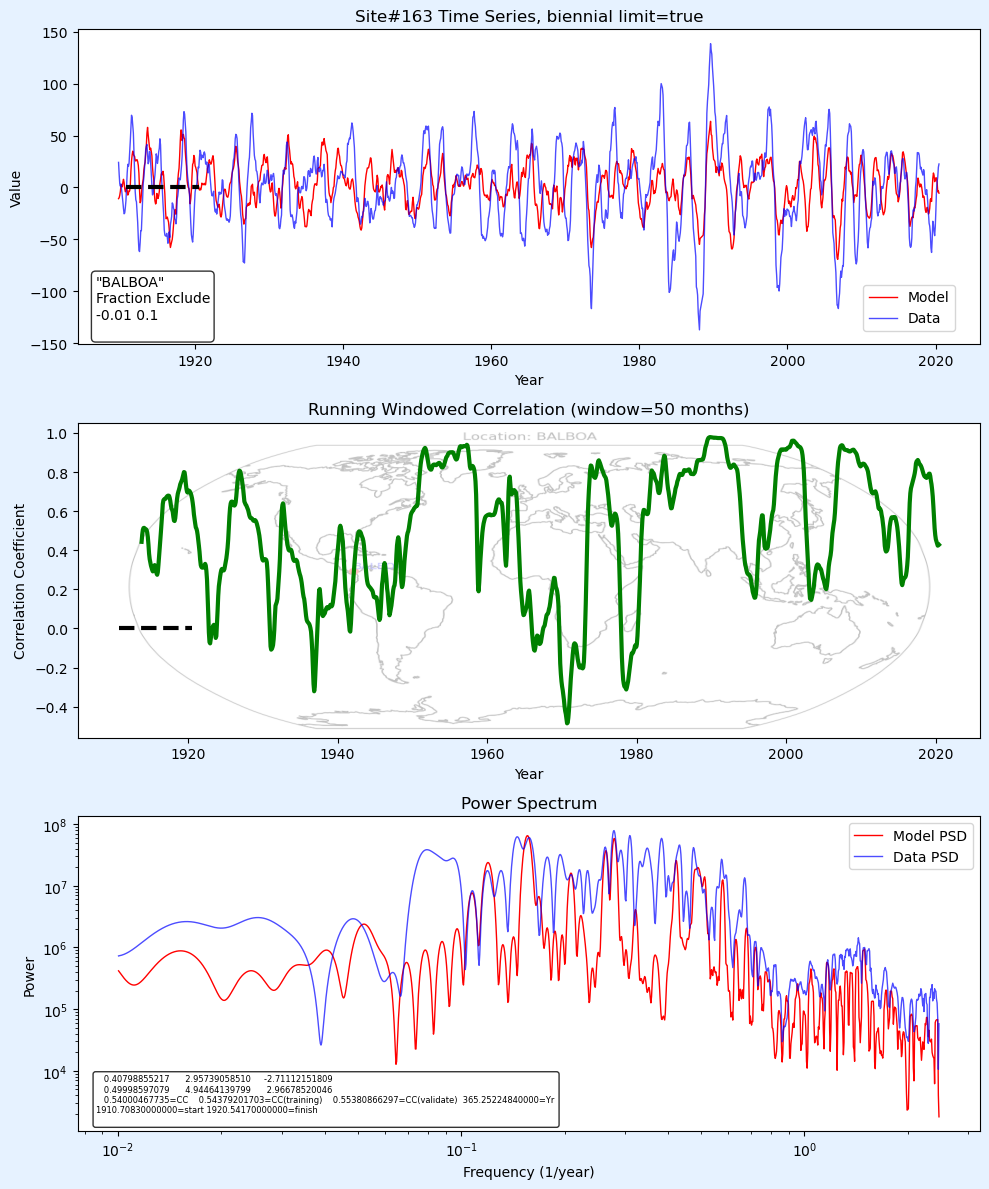 Site#163 Time Series, biennial limit=true
150
100
50
0
−50
−100
−150
Value
"BALBOA"
Fraction Exclude
-0.01 0.1
Model
Data
1920 1940 1960 1980 2000 2020
Year
Running Windowed Correlation (window=50 months)
Location: BALBOA
1.0
0.8
0.6
0.4
0.2
0.0
−0.2
−0.4
Correlation Coefficient
1920 1940 1960 1980 2000 2020
Year
Power Spectrum
10⁸
10⁷
10⁶
10⁵
10⁴
Power
Model PSD
Data PSD
0.40798855217 2.95739058510 -2.71112151809
0.49998597079 4.94464139799 2.96678520046
0.54000467735=CC 0.54379201703=CC(training) 0.55380866297=CC(validate) 365.25224840000=Yr
1910.70830000000=start 1920.54170000000=finish
10⁻² 10⁻¹ 10⁰
Frequency (1/year)